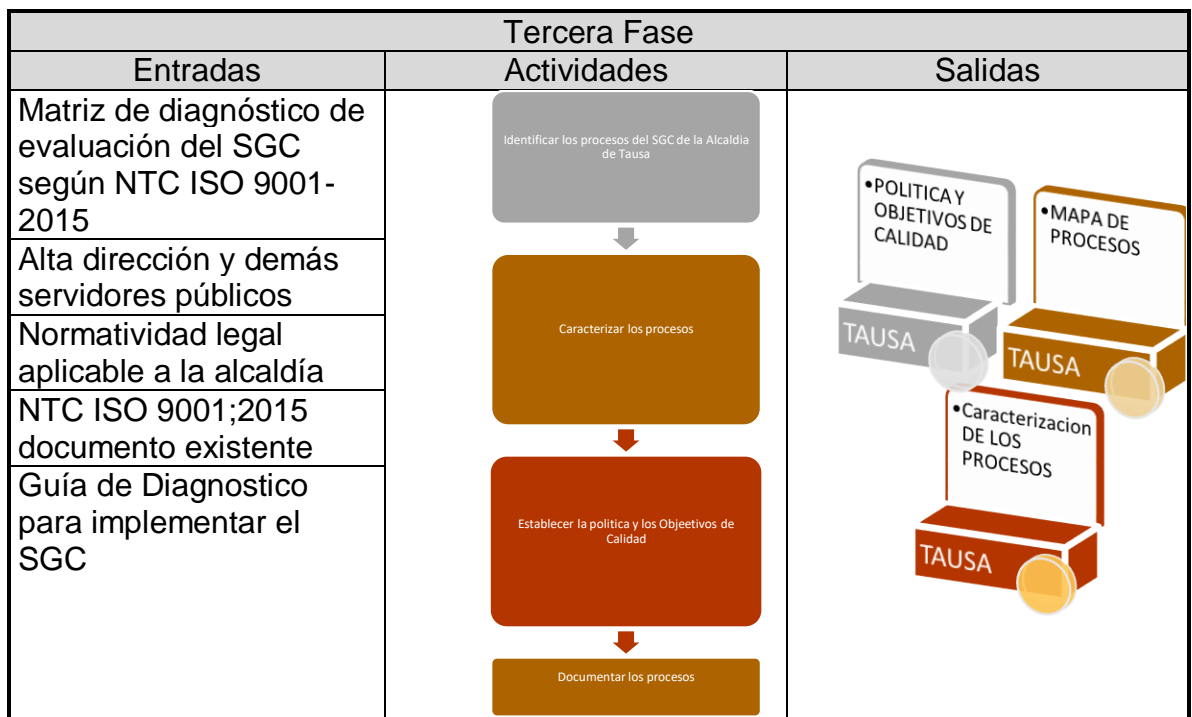 Tercera Fase
Entradas
Actividades
Salidas
Matriz de diagnóstico de
evaluación del SGC
según NTC ISO 9001-
2015
Alta dirección y demás
servidores públicos
Normatividad legal
aplicable a la alcaldía
NTC ISO 9001;2015
documento existente
Guía de Diagnostico
para implementar el
SGC
Identificar los procesos del SGC de la Alcaldia
de Tausa
Caracterizar los procesos
Establecer la politica y los Objeetivos de
Calidad
Documentar los procesos
•POLITICA Y
OBJETIVOS DE
CALIDAD
TAUSA
•MAPA DE
PROCESOS
TAUSA
•Caracterizacion
DE LOS
PROCESOS
TAUSA